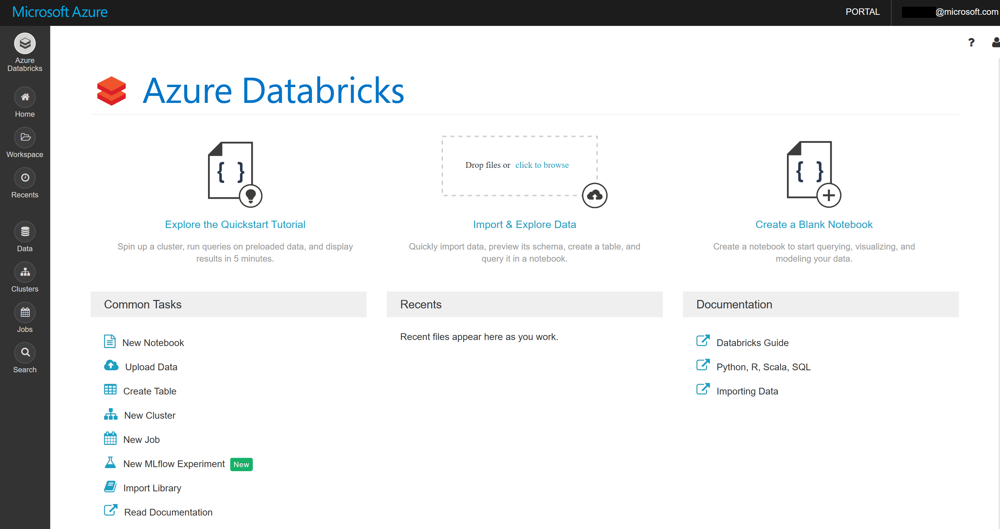 Microsoft Azure
PORTAL
@microsoft.com
?
Azure
Databricks
Home
Workspace
Recents
Data
Clusters
Jobs
Search
Azure Databricks
{ }
Explore the Quickstart Tutorial
Spin up a cluster, run queries on preloaded data, and display
results in 5 minutes.
Drop files or click to browse
Import & Explore Data
Quickly import data, preview its schema, create a table, and
query it in a notebook.
{ }
Create a Blank Notebook
Create a notebook to start querying, visualizing, and
modeling your data.
Common Tasks
New Notebook
Upload Data
Create Table
New Cluster
New Job
New MLflow Experiment New
Import Library
Read Documentation
Recents
Recent files appear here as you work.
Documentation
Databricks Guide
Python, R, Scala, SQL
Importing Data